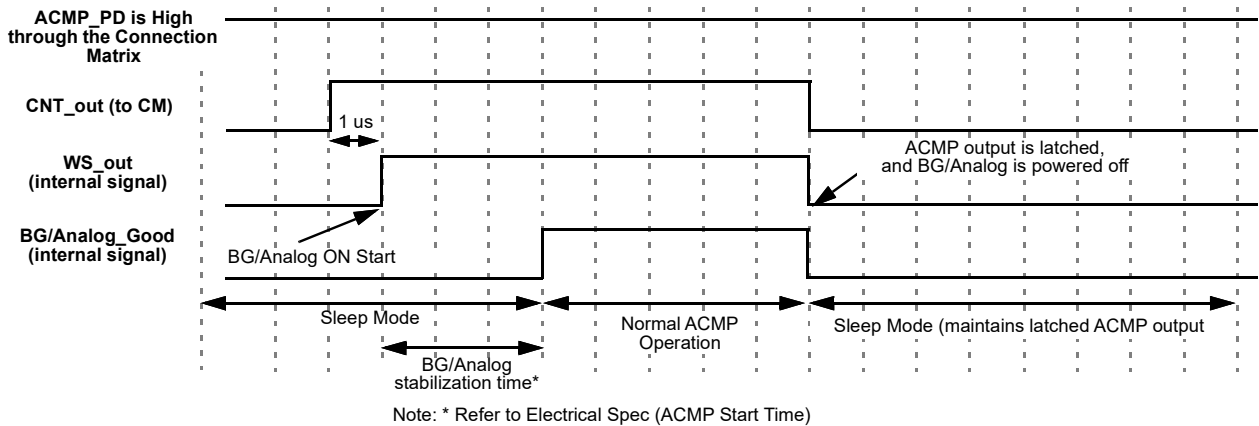 ACMP_PD is High
through the Connection
Matrix
CNT_out (to CM)
1 us
ACMP output is latched,
and BG/Analog is powered off
WS_out
(internal signal)
BG/Analog_Good
(internal signal)
BG/Analog ON Start
Sleep Mode
Normal ACMP
Operation
Sleep Mode (maintains latched ACMP output
BG/Analog
stabilization time*
Note: * Refer to Electrical Spec (ACMP Start Time)